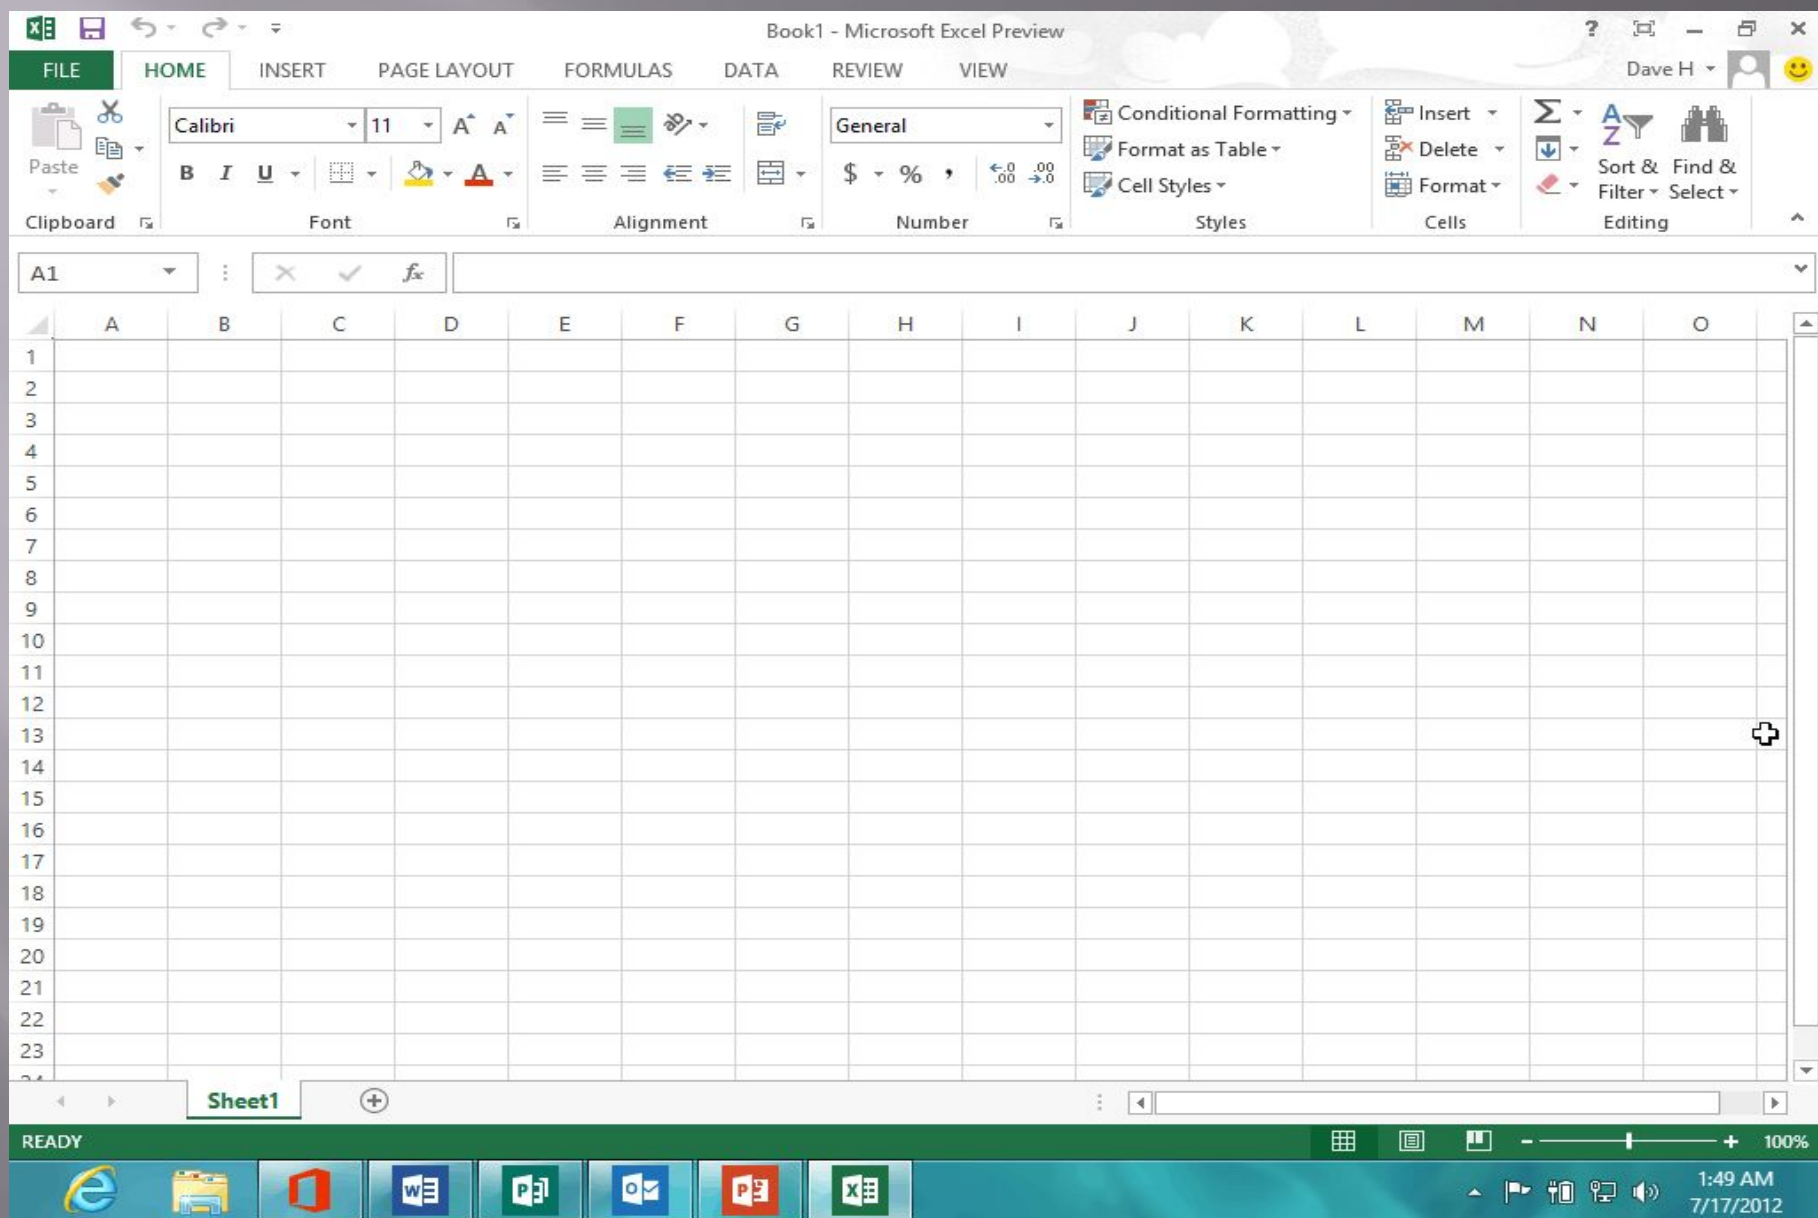 Book1 - Microsoft Excel Preview
FILE HOME INSERT PAGE LAYOUT FORMULAS DATA REVIEW VIEW Dave H
Calibri 11 General Conditional Formatting Insert
Paste Format as Table Delete Sort & Find &
B I U $ % , Cell Styles Format Filter Select
Clipboard Font Alignment Number Styles Cells Editing
A1 fx
A B C D E F G H I J K L M N O
1
2
3
4
5
6
7
8
9
10
11
12
13
14
15
16
17
18
19
20
21
22
23
Sheet1
READY 100%
1:49 AM
7/17/2012